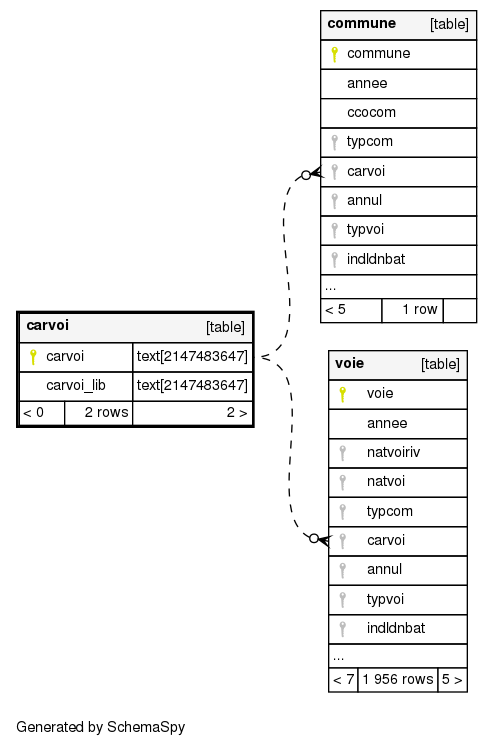 commune [table]
commune
annee
ccocom
typcom
carvoi
annul
typvoi
indldnbat
...
< 5 1 row
carvoi [table]
carvoi text[2147483647]
carvoi_lib text[2147483647]
< 0 2 rows 2 >
voie [table]
voie
annee
natvoiriv
natvoi
typcom
carvoi
annul
typvoi
indldnbat
...
< 7 1 956 rows 5 >
Generated by SchemaSpy